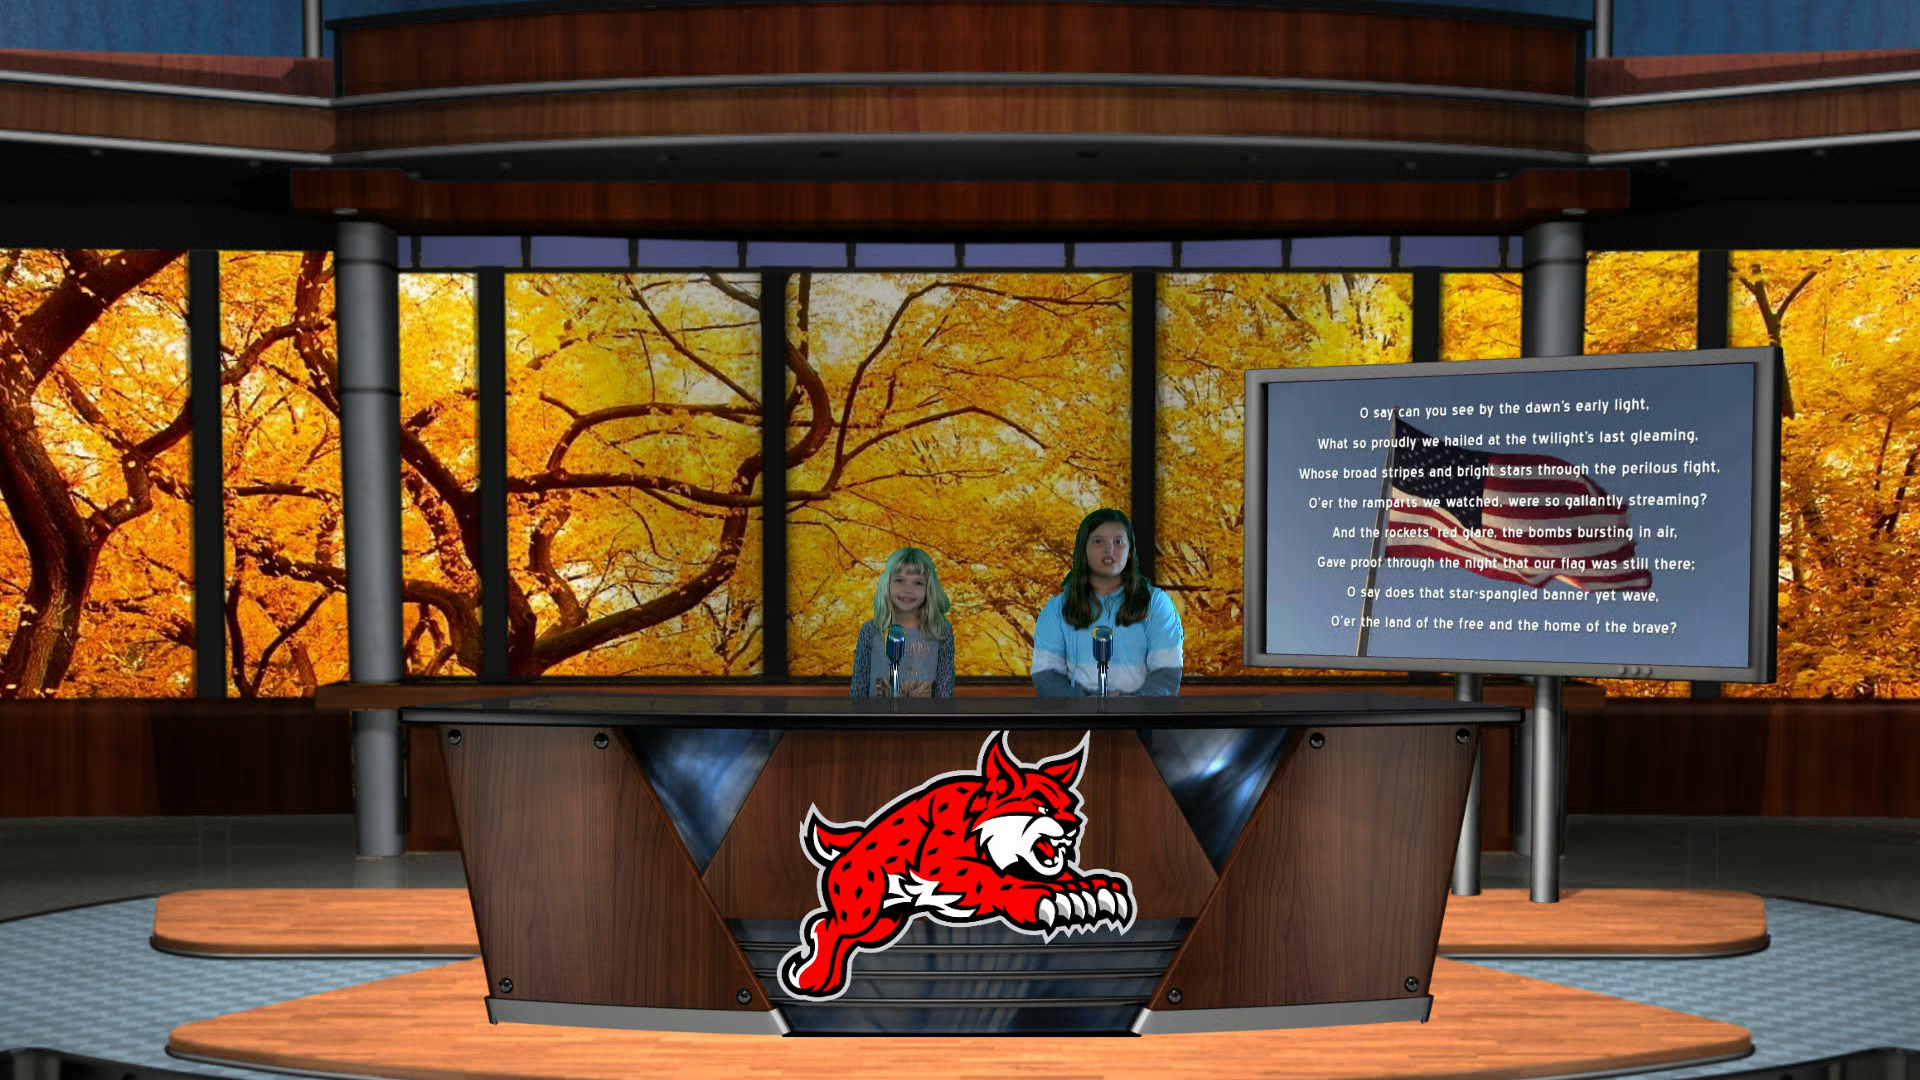 O say can you see by the dawn's early light,
What so proudly we hailed at the twilight's last gleaming,
Whose broad stripes and bright stars through the perilous fight,
O'er the ramparts we watched, were so gallantly streaming?
And the rockets' red glare, the bombs bursting in air,
Gave proof through the night that our flag was still there;
O say does that star-spangled banner yet wave,
O'er the land of the free and the home of the brave?